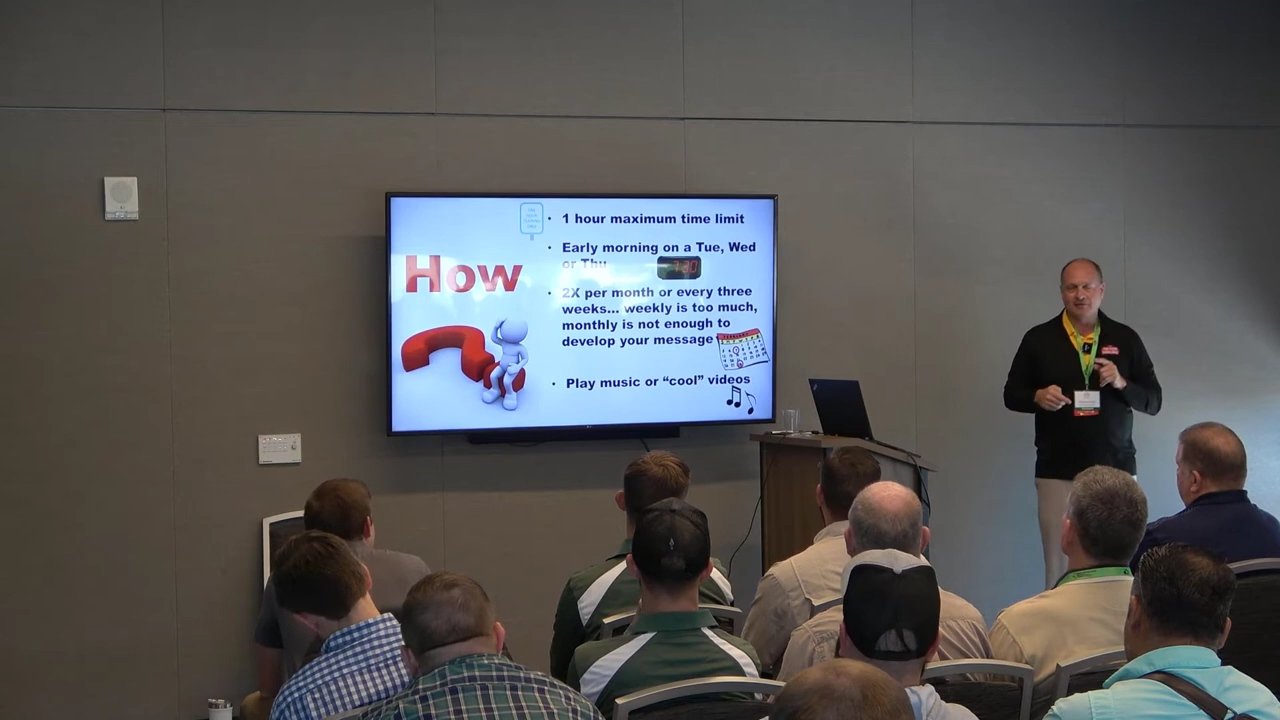 How
• 1 hour maximum time limit
• Early morning on a Tue, Wed
or Thu
7:30
• 2X per month or every three
weeks... weekly is too much,
monthly is not enough to
develop your message
• Play music or “cool” videos